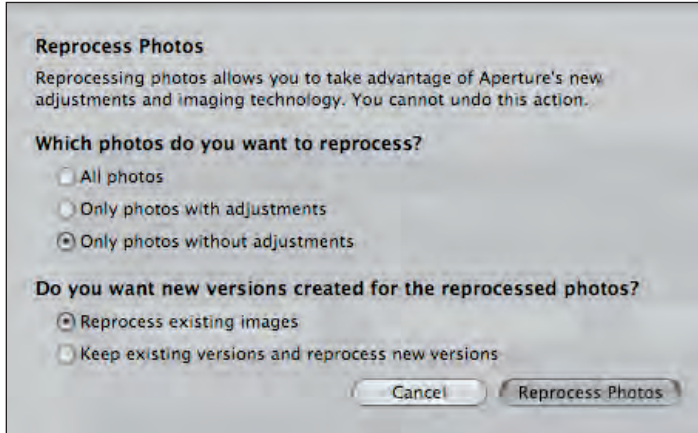 Reprocess Photos
Reprocessing photos allows you to take advantage of Aperture's new
adjustments and imaging technology. You cannot undo this action.
Which photos do you want to reprocess?
All photos
Only photos with adjustments
Only photos without adjustments
Do you want new versions created for the reprocessed photos?
Reprocess existing images
Keep existing versions and reprocess new versions
Cancel
Reprocess Photos